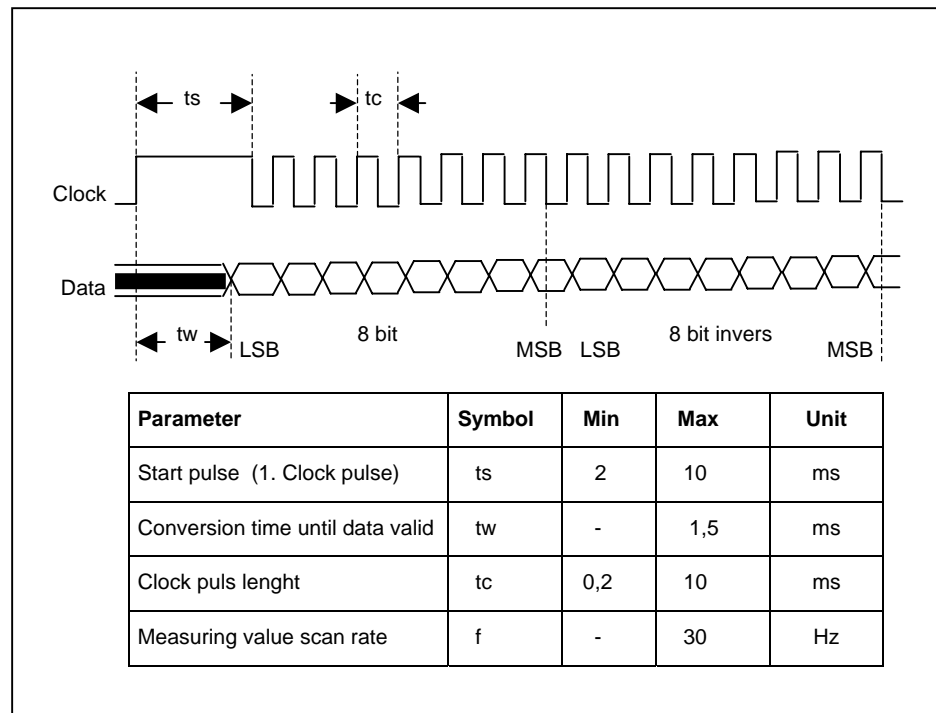 ts tc
Clock
Data
tw LSB 8 bit MSB LSB 8 bit invers MSB
Parameter Symbol Min Max Unit
Start pulse (1. Clock pulse) ts 2 10 ms
Conversion time until data valid tw - 1,5 ms
Clock puls lenght tc 0,2 10 ms
Measuring value scan rate f - 30 Hz